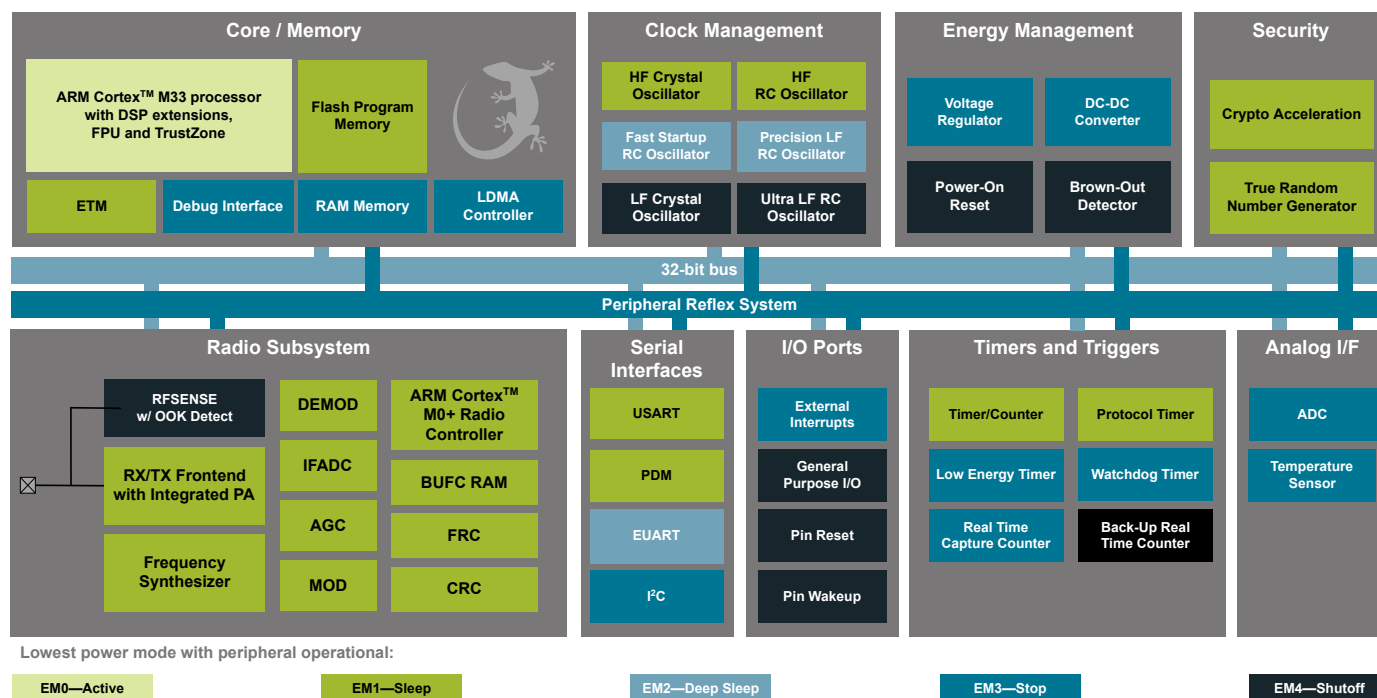 Core / Memory
ARM Cortex™ M33 processor
with DSP extensions,
FPU and TrustZone
Flash Program
Memory
ETM
Debug Interface
RAM Memory
LDMA
Controller
Clock Management
HF Crystal
Oscillator
HF
RC Oscillator
Fast Startup
RC Oscillator
Precision LF
RC Oscillator
LF Crystal
Oscillator
Ultra LF RC
Oscillator
Energy Management
Voltage
Regulator
DC-DC
Converter
Power-On
Reset
Brown-Out
Detector
Security
Crypto Acceleration
True Random
Number Generator
32-bit bus
Peripheral Reflex System
Radio Subsystem
RFSENSE
w/ OOK Detect
RX/TX Frontend
with Integrated PA
Frequency
Synthesizer
DEMOD
IFADC
AGC
MOD
ARM Cortex™
M0+ Radio
Controller
BUFC RAM
FRC
CRC
Serial
Interfaces
USART
PDM
EUART
I²C
I/O Ports
External
Interrupts
General
Purpose I/O
Pin Reset
Pin Wakeup
Timers and Triggers
Timer/Counter
Protocol Timer
Low Energy Timer
Watchdog Timer
Real Time
Capture Counter
Back-Up Real
Time Counter
Analog I/F
ADC
Temperature
Sensor
Lowest power mode with peripheral operational:
EM0—Active
EM1—Sleep
EM2—Deep Sleep
EM3—Stop
EM4—Shutoff